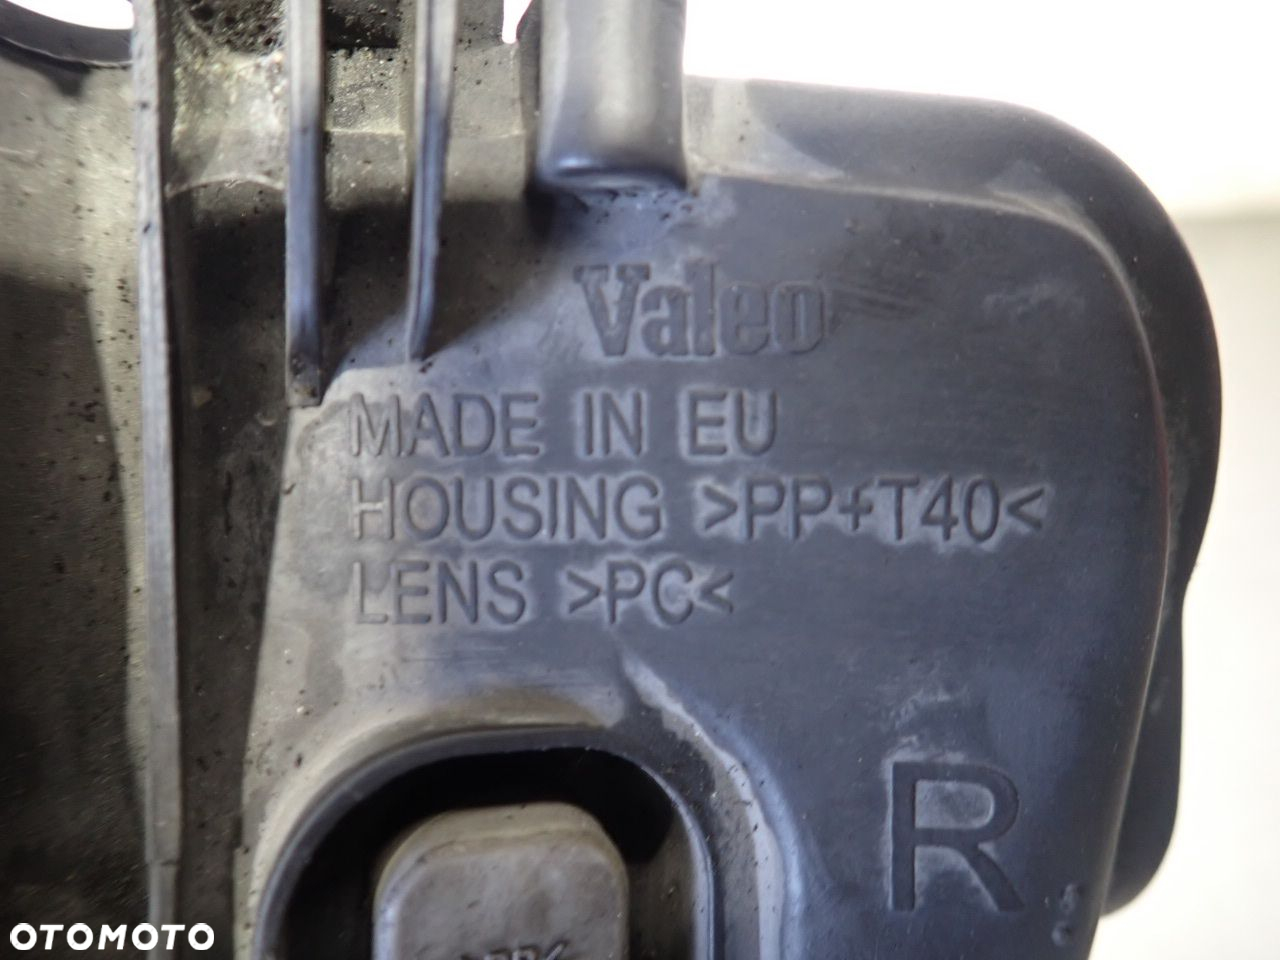 Valeo
MADE IN EU
HOUSING >PP+T40<
LENS >PC<
R
OTOMOTO